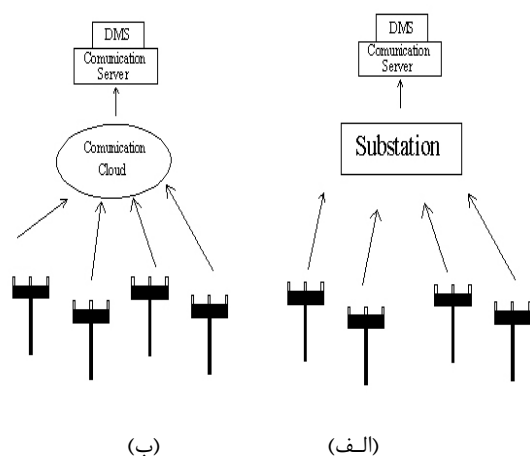 DMS
Comunication
Server
Comunication
Cloud
(ب)
DMS
Comunication
Server
Substation
(الـف)